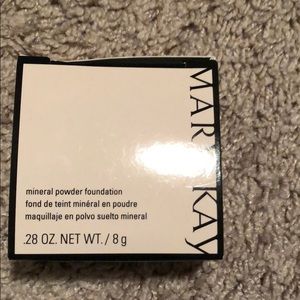 MARY KAY
mineral powder foundation
fond de teint minéral en poudre
maquillaje en polvo suelto mineral
.28 OZ. NET WT. / 8 g